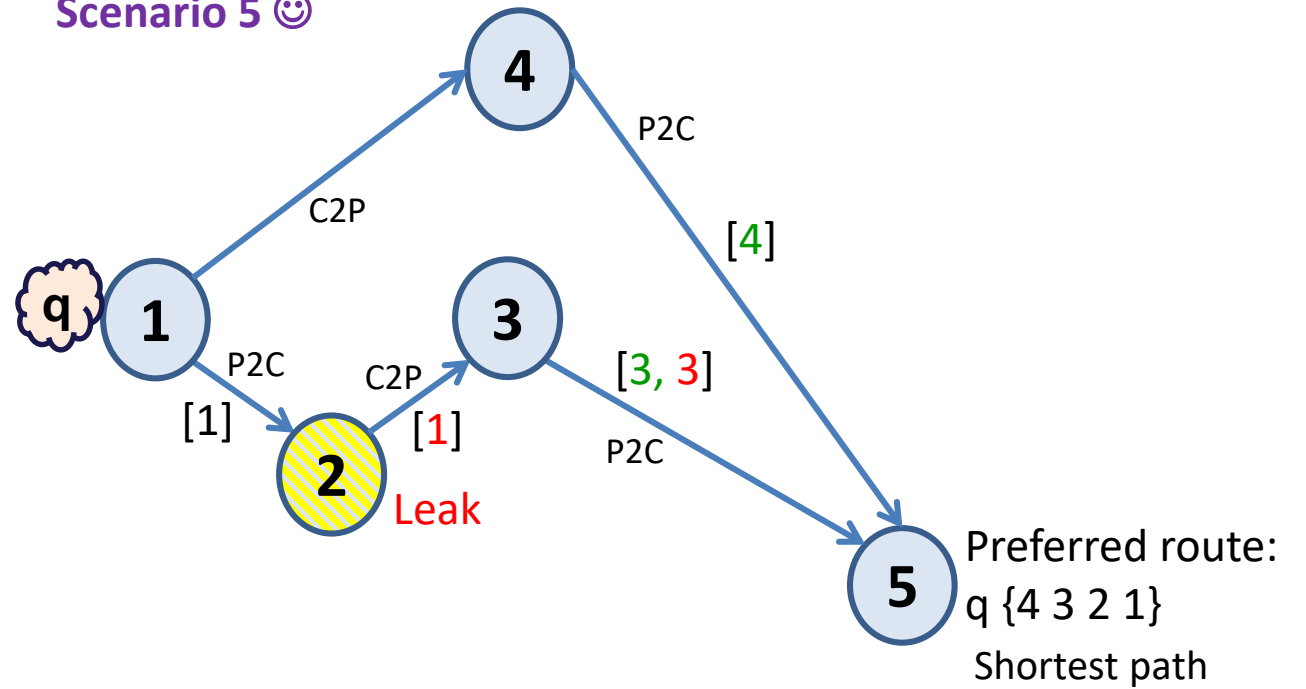 Scenario 5 ☺
4
P2C
C2P
[4]
q
1
3
P2C
C2P
[3, 3]
[1]
[1]
P2C
2
Leak
Preferred route:
5
q {4 3 2 1}
Shortest path